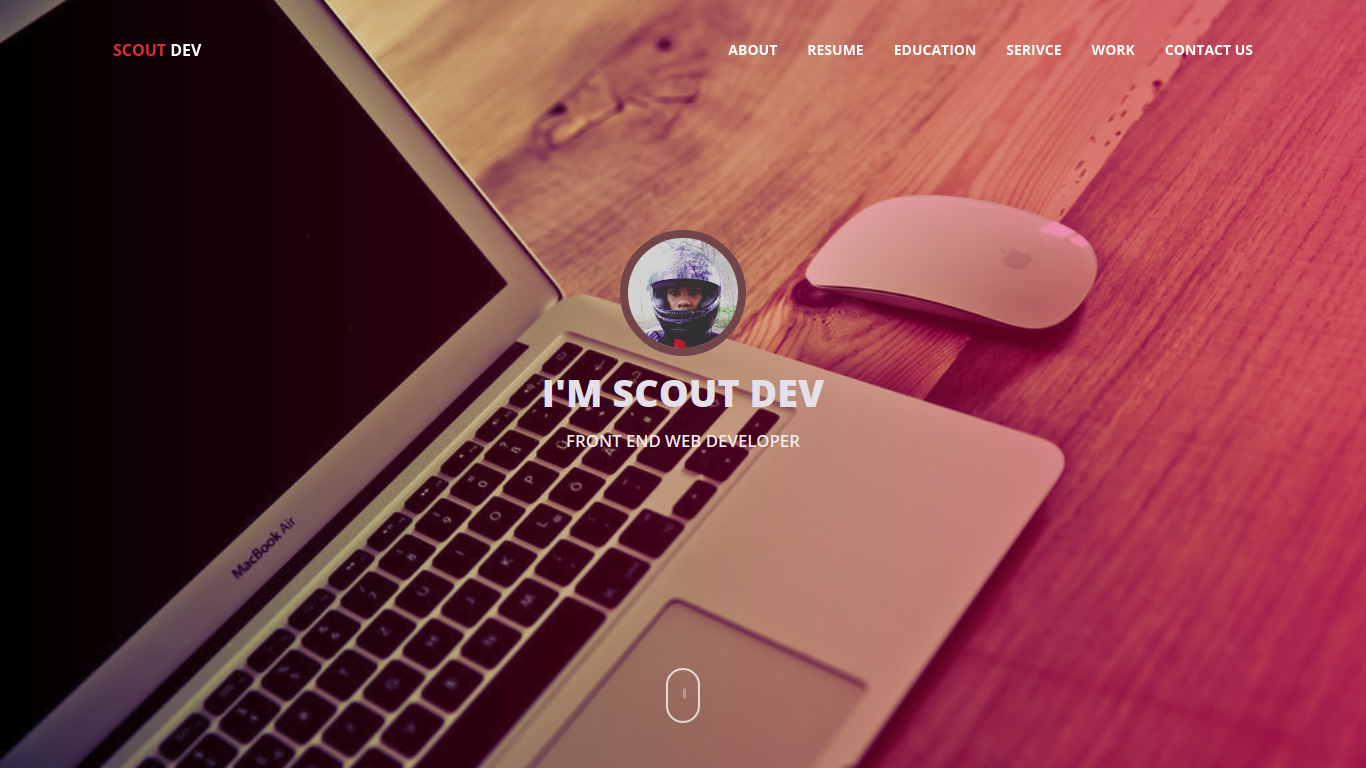 SCOUT DEV
ABOUT RESUME EDUCATION SERIVCE WORK CONTACT US
I'M SCOUT DEV
FRONT END WEB DEVELOPER
MacBook Air